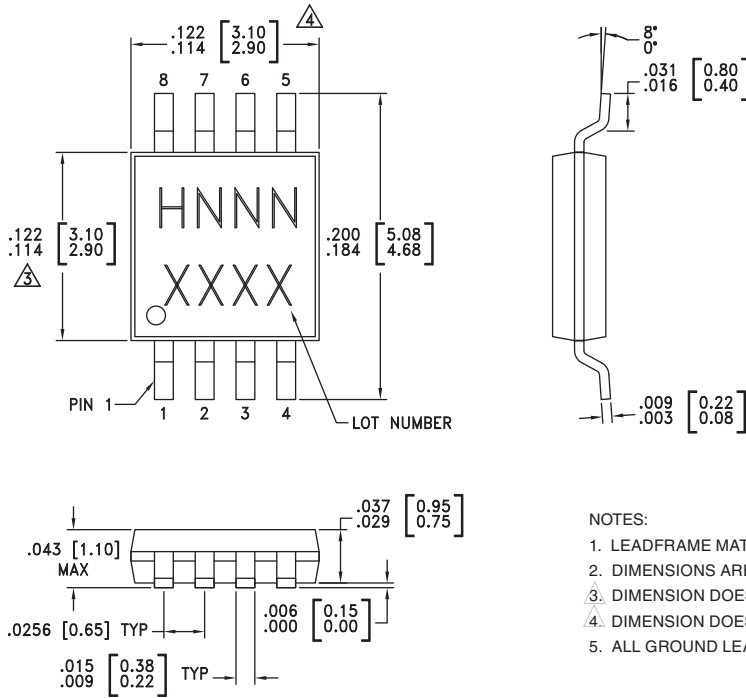 .122 [3.10]
.114 [2.90]
4
8 7 6 5
HNNN
XXXX
.122 [3.10]
.114 [2.90]
3
.200 [5.08]
.184 [4.68]
PIN 1
1 2 3 4
LOT NUMBER
8°
0°
.031 [0.80]
.016 [0.40]
.009 [0.22]
.003 [0.08]
.043 [1.10]
MAX
.037 [0.95]
.029 [0.75]
.0256 [0.65] TYP
.006 [0.15]
.000 [0.00]
.015 [0.38]
.009 [0.22]
TYP
NOTES:
1. LEADFRAME MAT
2. DIMENSIONS ARE
3. DIMENSION DOES
4. DIMENSION DOES
5. ALL GROUND LEA